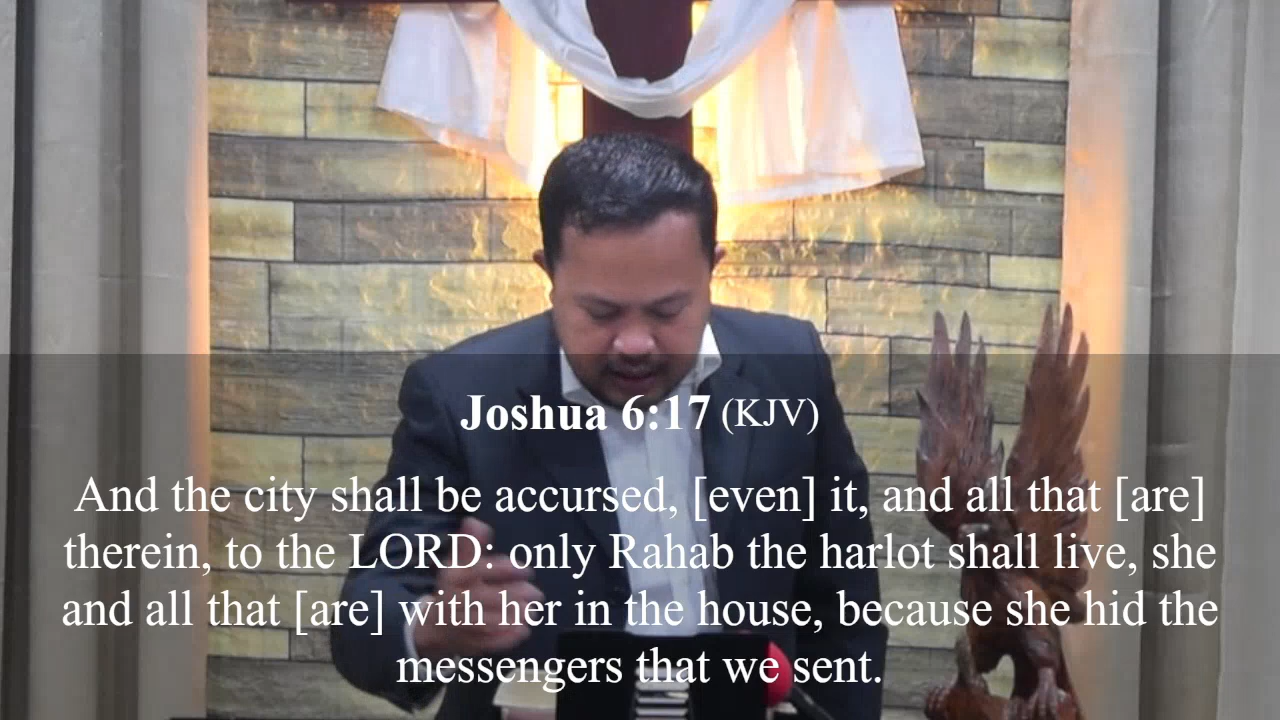 Joshua 6:17 (KJV)
And the city shall be accursed, [even] it, and all that [are]
therein, to the LORD: only Rahab the harlot shall live, she
and all that [are] with her in the house, because she hid the
messengers that we sent.